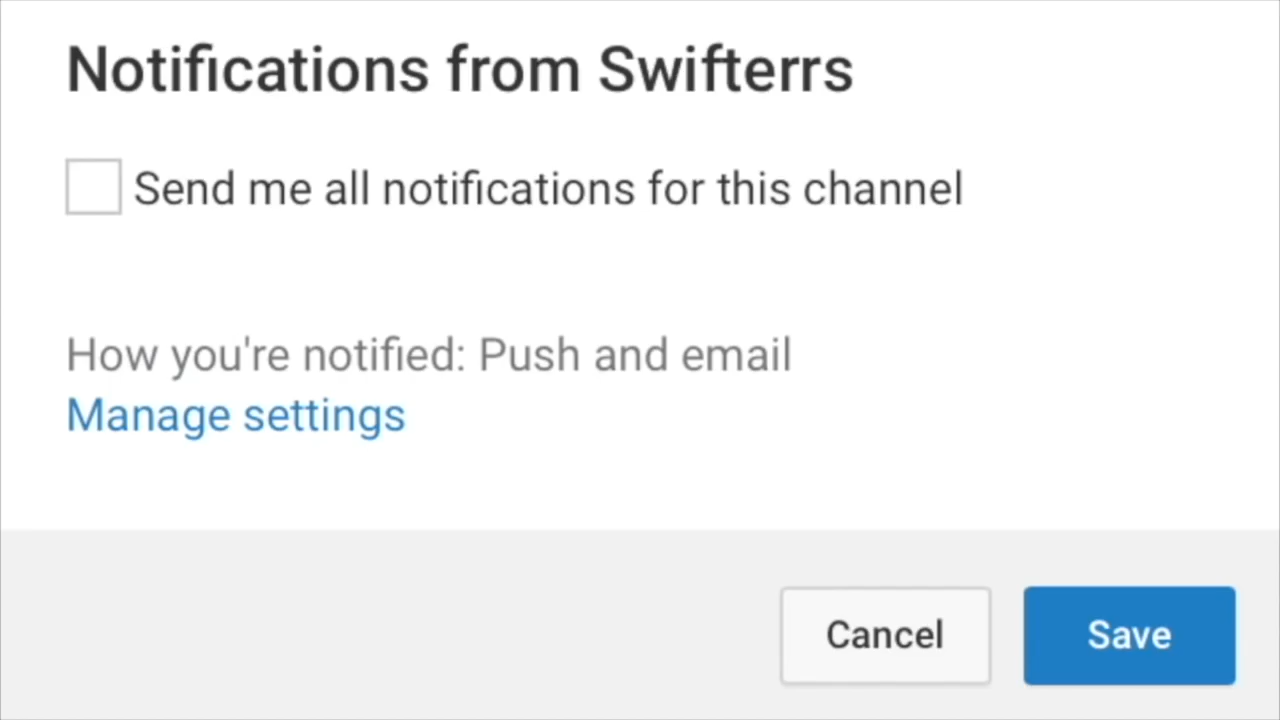 Notifications from Swifterrs
Send me all notifications for this channel
How you're notified: Push and email
Manage settings
Cancel
Save